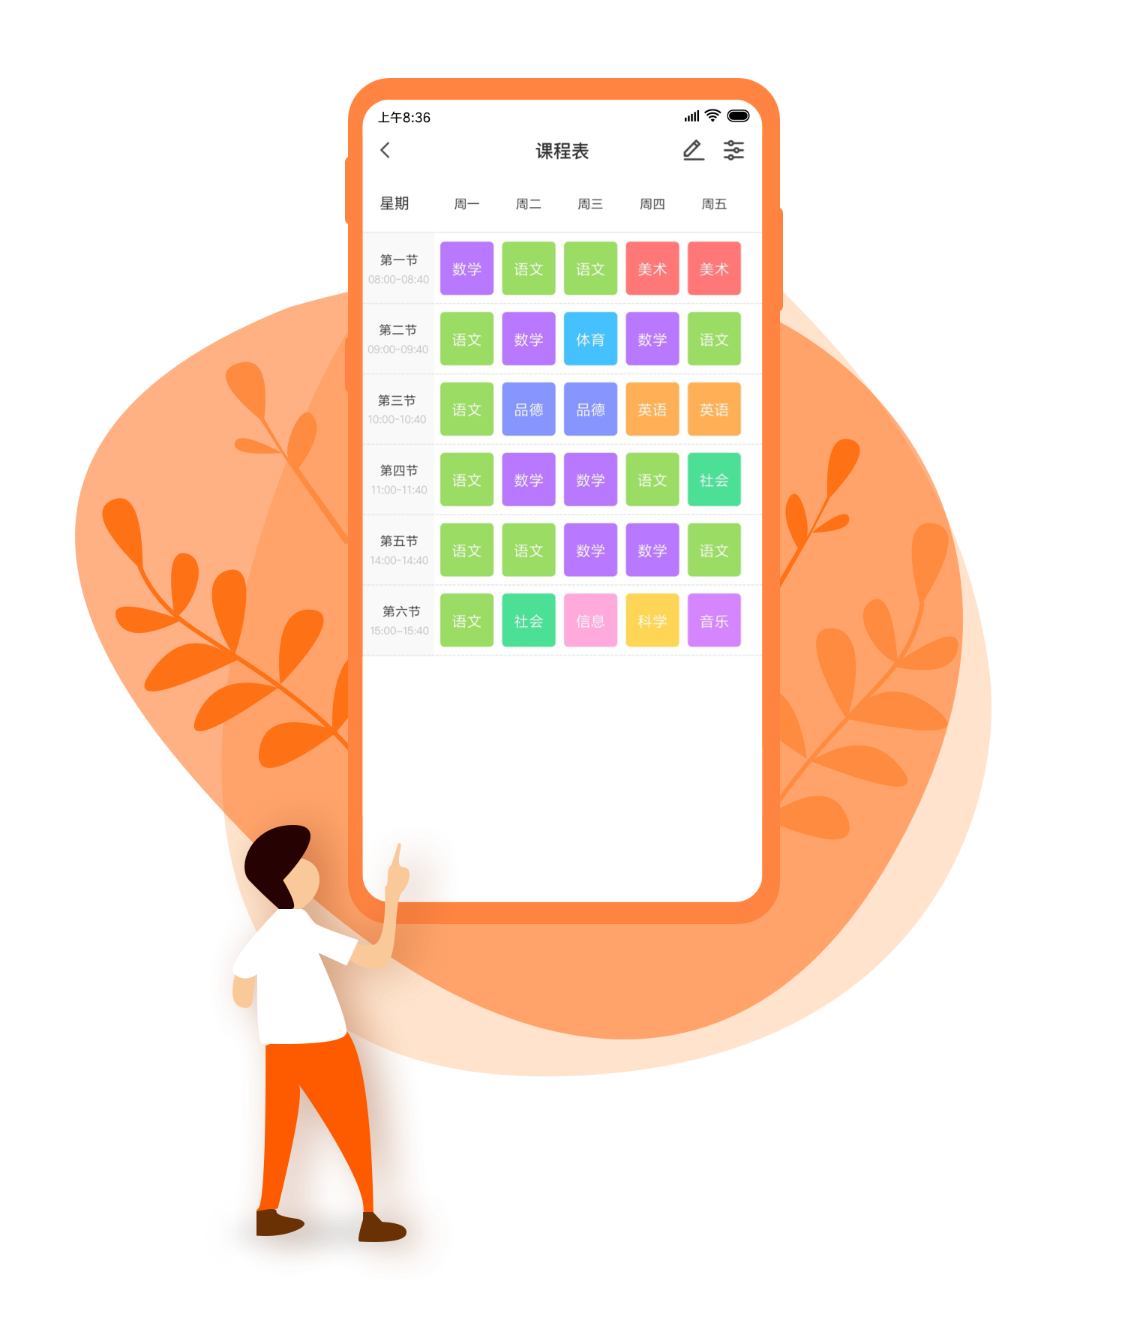 上午8:36
课程表
星期 周一 周二 周三 周四 周五
第一节 数学 语文 语文 美术 美术
08:00-08:40
第二节 语文 数学 体育 数学 语文
09:00-09:40
第三节 语文 品德 品德 英语 英语
10:00-10:40
第四节 语文 数学 数学 语文 社会
11:00-11:40
第五节 语文 语文 数学 数学 语文
14:00-14:40
第六节 语文 社会 信息 科学 音乐
15:00-15:40